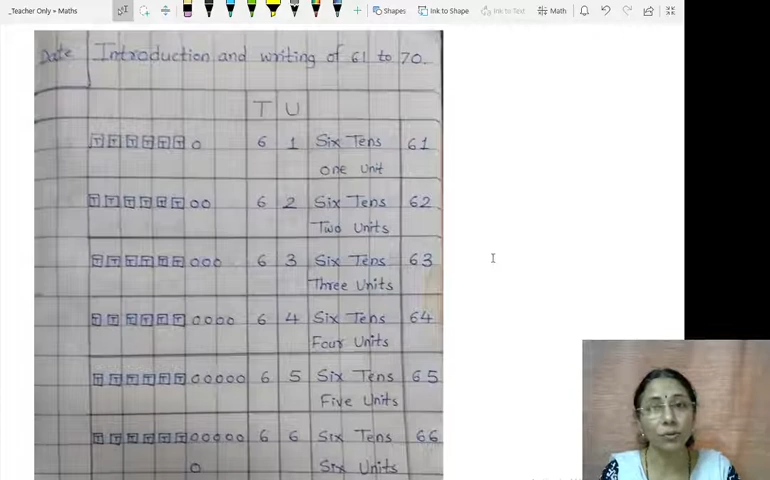 _Teacher Only » Maths
Shapes
Ink to Shape
Ink to Text
Math
Date Introduction and writing of 61 to 70.
T U
T T T T T T 6 1 Six Tens 61
one Unit
T T T T T T 6 2 Six Tens 62
Two Units
T T T T T T 6 3 Six Tens 63
Three Units
T T T T T T 6 4 Six Tens 64
Four Units
T T T T T T 6 5 Six Tens 65
Five Units
T T T T T T 6 6 Six Tens 66
Six Units